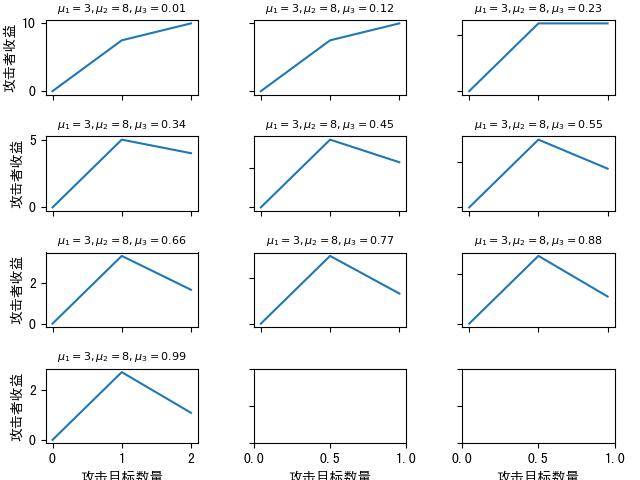 μ₁ = 3, μ₂ = 8, μ₃ = 0.01
μ₁ = 3, μ₂ = 8, μ₃ = 0.12
μ₁ = 3, μ₂ = 8, μ₃ = 0.23
10
0
攻击者收益
μ₁ = 3, μ₂ = 8, μ₃ = 0.34
μ₁ = 3, μ₂ = 8, μ₃ = 0.45
μ₁ = 3, μ₂ = 8, μ₃ = 0.55
5
0
攻击者收益
μ₁ = 3, μ₂ = 8, μ₃ = 0.66
μ₁ = 3, μ₂ = 8, μ₃ = 0.77
μ₁ = 3, μ₂ = 8, μ₃ = 0.88
2
0
攻击者收益
μ₁ = 3, μ₂ = 8, μ₃ = 0.99
2
0
攻击者收益
0 1 2
0.0 0.5 1.0
0.0 0.5 1.0
攻击目标数量
攻击目标数量
攻击目标数量